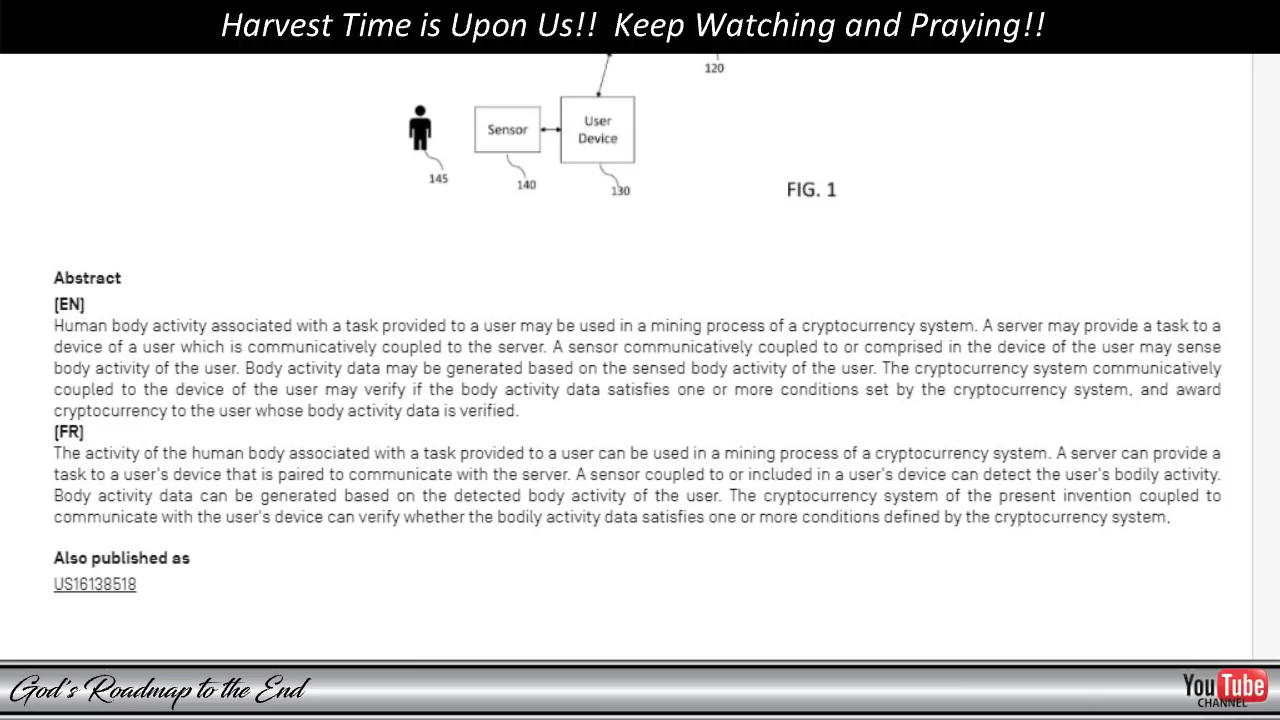 Harvest Time is Upon Us!!  Keep Watching and Praying!!
120
Sensor
User
Device
145
140
130
FIG. 1
Abstract
[EN]
Human body activity associated with a task provided to a user may be used in a mining process of a cryptocurrency system. A server may provide a task to a
device of a user which is communicatively coupled to the server. A sensor communicatively coupled to or comprised in the device of the user may sense
body activity of the user. Body activity data may be generated based on the sensed body activity of the user. The cryptocurrency system communicatively
coupled to the device of the user may verify if the body activity data satisfies one or more conditions set by the cryptocurrency system, and award
cryptocurrency to the user whose body activity data is verified.
[FR]
The activity of the human body associated with a task provided to a user can be used in a mining process of a cryptocurrency system. A server can provide a
task to a user's device that is paired to communicate with the server. A sensor coupled to or included in a user's device can detect the user's bodily activity.
Body activity data can be generated based on the detected body activity of the user. The cryptocurrency system of the present invention coupled to
communicate with the user's device can verify whether the bodily activity data satisfies one or more conditions defined by the cryptocurrency system.
Also published as
US16138518
God's Roadmap to the End
YouTube
CHANNEL